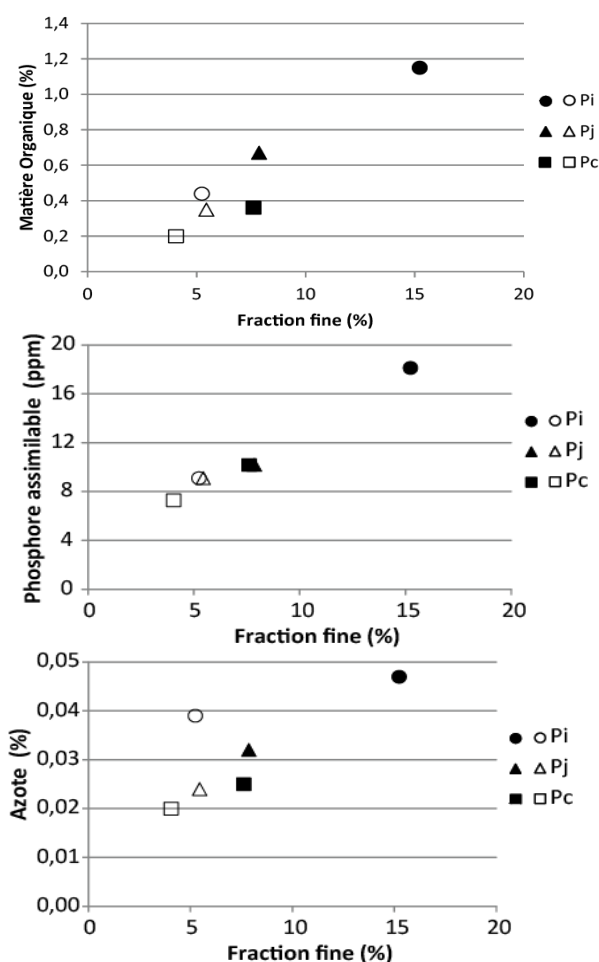 Matière Organique (%)
1,4
1,2
1,0
0,8
0,6
0,4
0,2
0,0
0 5 10 15 20
Fraction fine (%)
Pi
Pj
Pc
Phosphore assimilable (ppm)
20
16
12
8
4
0
0 5 10 15 20
Fraction fine (%)
Pi
Pj
Pc
Azote (%)
0,05
0,04
0,03
0,02
0,01
0,00
0 5 10 15 20
Fraction fine (%)
Pi
Pj
Pc